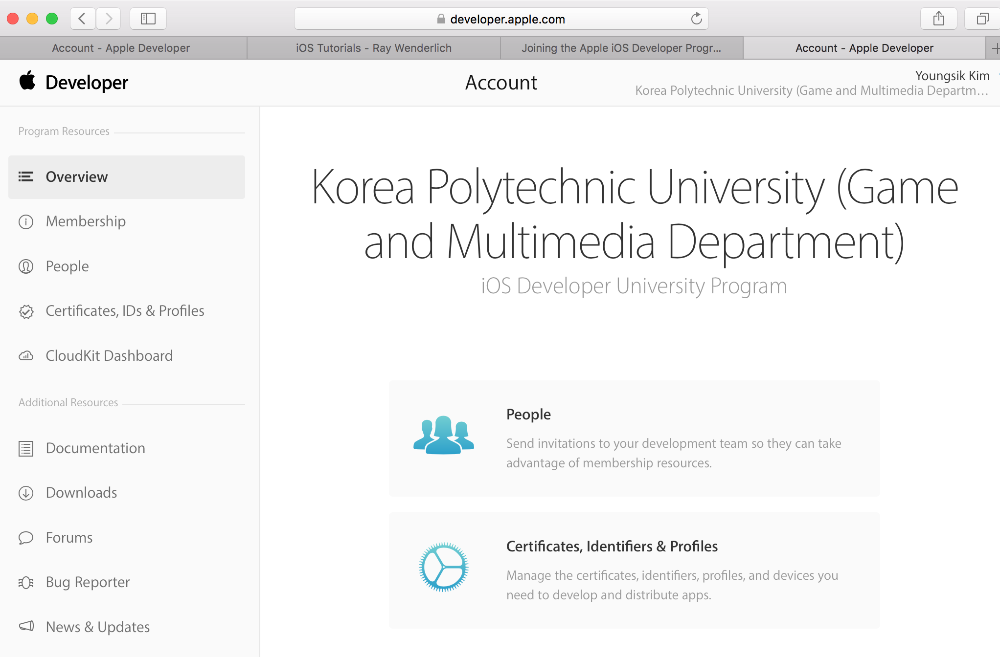 developer.apple.com
Account - Apple Developer
iOS Tutorials - Ray Wenderlich
Joining the Apple iOS Developer Progr...
Account - Apple Developer
Developer
Account
Youngsik Kim
Korea Polytechnic University (Game and Multimedia Departm...
Program Resources
Overview
Membership
People
Certificates, IDs & Profiles
CloudKit Dashboard
Additional Resources
Documentation
Downloads
Forums
Bug Reporter
News & Updates
Korea Polytechnic University (Game
and Multimedia Department)
iOS Developer University Program
People
Send invitations to your development team so they can take
advantage of membership resources.
Certificates, Identifiers & Profiles
Manage the certificates, identifiers, profiles, and devices you
need to develop and distribute apps.